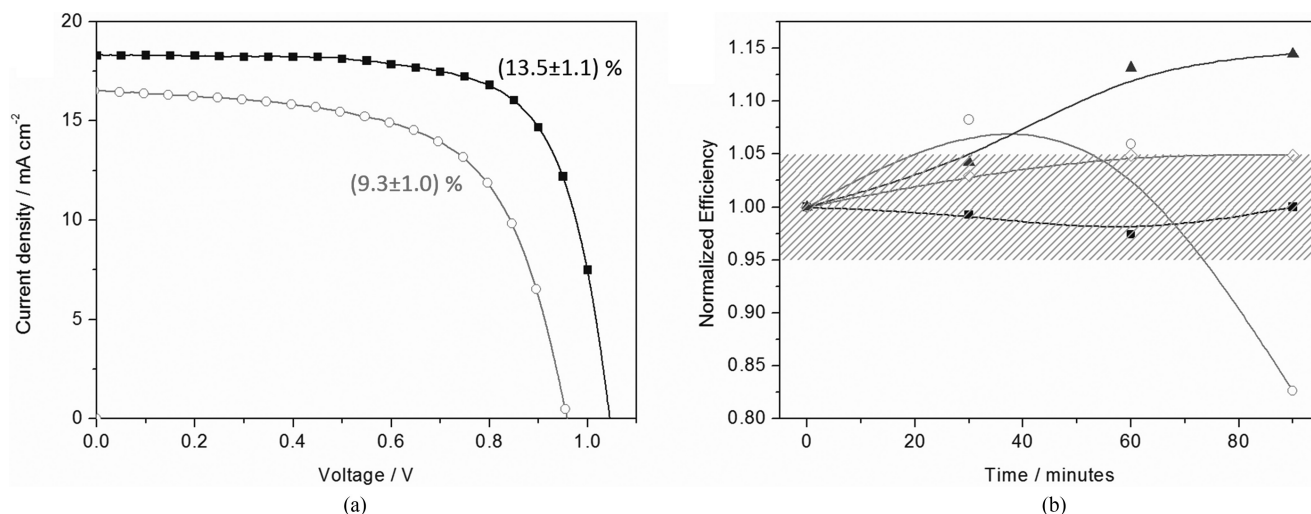 20
15
10
5
0
Current density / mA cm⁻²
(13.5±1.1) %
(9.3±1.0) %
0.0 0.2 0.4 0.6 0.8 1.0
Voltage / V
(a)
1.15
1.10
1.05
1.00
0.95
0.90
0.85
0.80
Normalized Efficiency
0 20 40 60 80
Time / minutes
(b)